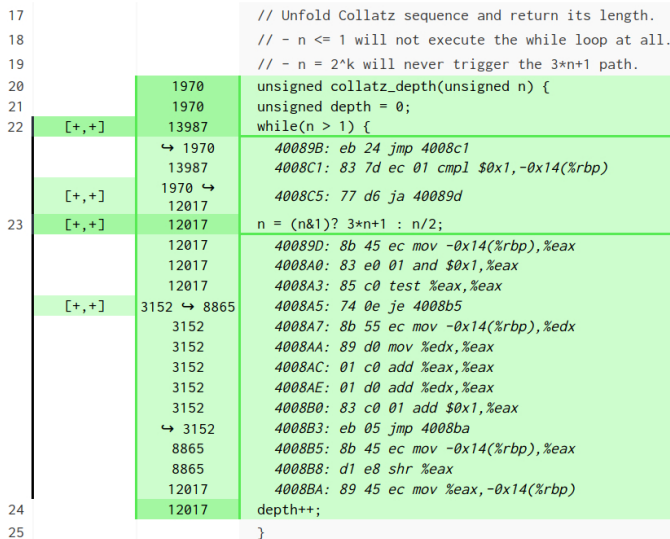 17 // Unfold Collatz sequence and return its length.
18 // - n <= 1 will not execute the while loop at all.
19 // - n = 2^k will never trigger the 3*n+1 path.
20 1970 unsigned collatz_depth(unsigned n) {
21 1970 unsigned depth = 0;
22 [+,+] 13987 while(n > 1) {
↪ 1970 40089B: eb 24 jmp 4008c1
13987 4008C1: 83 7d ec 01 cmpl $0x1,-0x14(%rbp)
[+,+] 1970 ↪ 12017 4008C5: 77 d6 ja 40089d
23 [+,+] 12017 n = (n&1)? 3*n+1 : n/2;
12017 40089D: 8b 45 ec mov -0x14(%rbp),%eax
12017 4008A0: 83 e0 01 and $0x1,%eax
12017 4008A3: 85 c0 test %eax,%eax
[+,+] 3152 ↪ 8865 4008A5: 74 0e je 4008b5
3152 4008A7: 8b 55 ec mov -0x14(%rbp),%edx
3152 4008AA: 89 d0 mov %edx,%eax
3152 4008AC: 01 c0 add %eax,%eax
3152 4008AE: 01 d0 add %edx,%eax
3152 4008B0: 83 c0 01 add $0x1,%eax
↪ 3152 4008B3: eb 05 jmp 4008ba
8865 4008B5: 8b 45 ec mov -0x14(%rbp),%eax
8865 4008B8: d1 e8 shr %eax
12017 4008BA: 89 45 ec mov %eax,-0x14(%rbp)
24 12017 depth++;
25 }